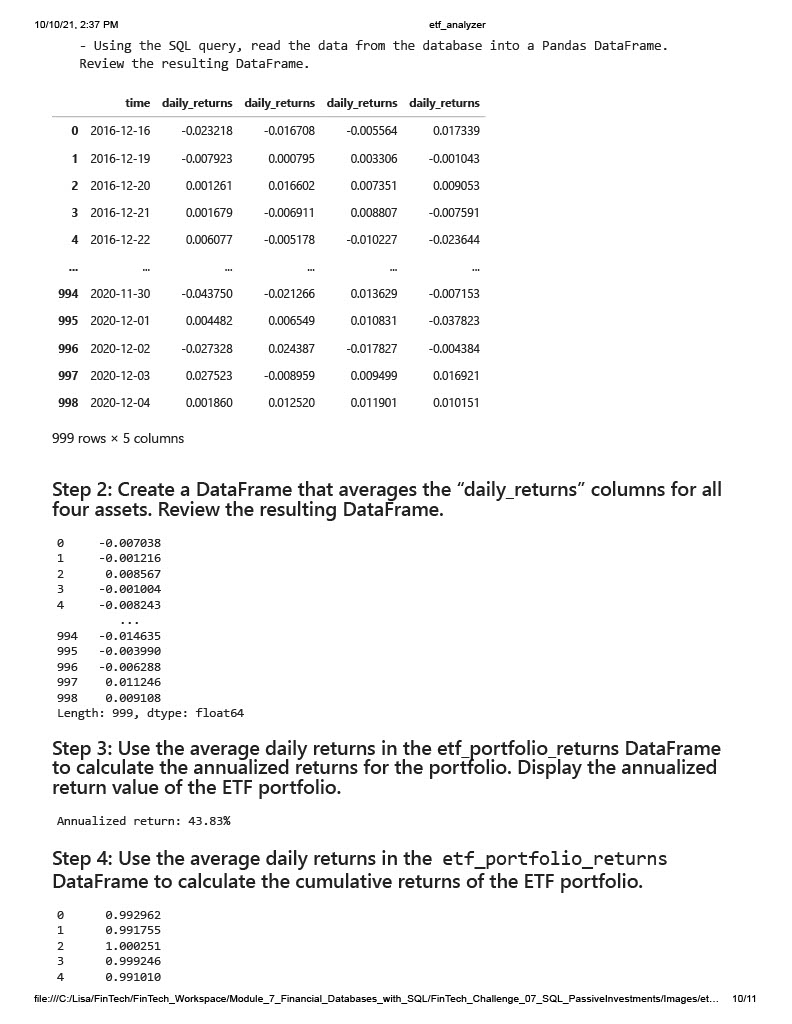 10/10/21, 2:37 PM etf_analyzer
- Using the SQL query, read the data from the database into a Pandas DataFrame.
Review the resulting DataFrame.
time daily_returns daily_returns daily_returns daily_returns
0 2016-12-16 -0.023218 -0.016708 -0.005564 0.017339
1 2016-12-19 -0.007923 0.000795 0.003306 -0.001043
2 2016-12-20 0.001261 0.016602 0.007351 0.009053
3 2016-12-21 0.001679 -0.006911 0.008807 -0.007591
4 2016-12-22 0.006077 -0.005178 -0.010227 -0.023644
... ... ... ... ... ...
994 2020-11-30 -0.043750 -0.021266 0.013629 -0.007153
995 2020-12-01 0.004482 0.006549 0.010831 -0.037823
996 2020-12-02 -0.027328 0.024387 -0.017827 -0.004384
997 2020-12-03 0.027523 -0.008959 0.009499 0.016921
998 2020-12-04 0.001860 0.012520 0.011901 0.010151
999 rows × 5 columns
Step 2: Create a DataFrame that averages the “daily_returns” columns for all
four assets. Review the resulting DataFrame.
0 -0.007038
1 -0.001216
2 0.008567
3 -0.001004
4 -0.008243
...
994 -0.014635
995 -0.003990
996 -0.006288
997 0.011246
998 0.009108
Length: 999, dtype: float64
Step 3: Use the average daily returns in the etf_portfolio_returns DataFrame
to calculate the annualized returns for the portfolio. Display the annualized
return value of the ETF portfolio.
Annualized return: 43.83%
Step 4: Use the average daily returns in the etf_portfolio_returns
DataFrame to calculate the cumulative returns of the ETF portfolio.
0 0.992962
1 0.991755
2 1.000251
3 0.999246
4 0.991010
file:///C:/Lisa/FinTech/FinTech_Workspace/Module_7_Financial_Databases_with_SQL/FinTech_Challenge_07_SQL_PassiveInvestments/Images/et... 10/11